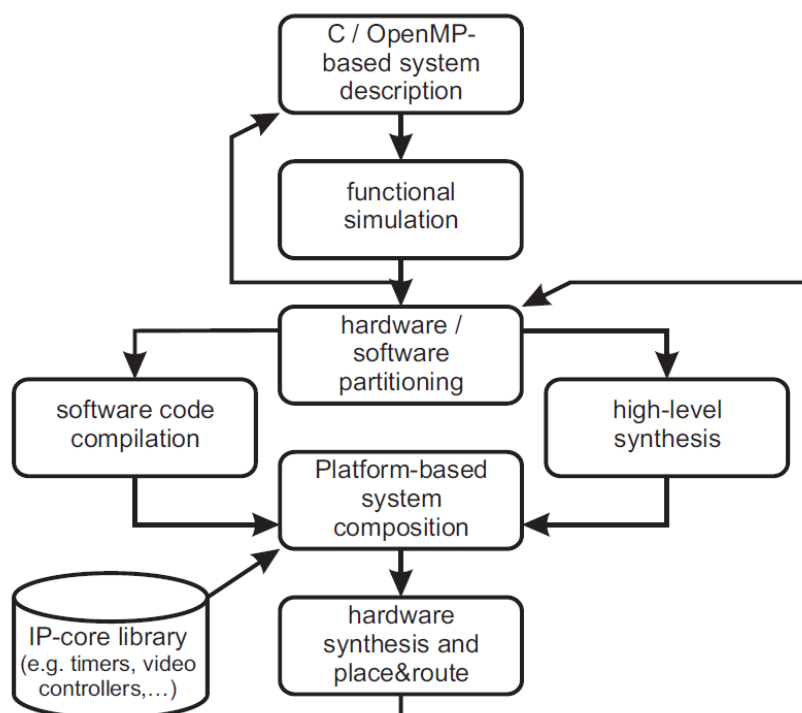 C / OpenMP-
based system
description
functional
simulation
hardware /
software
partitioning
software code
compilation
high-level
synthesis
Platform-based
system
composition
IP-core library
(e.g. timers, video
controllers,…)
hardware
synthesis and
place&route